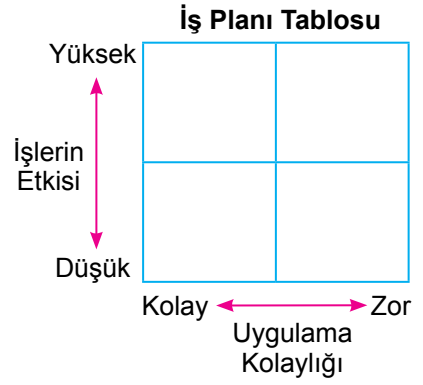 İş Planı Tablosu
Yüksek
İşlerin
Etkisi
Düşük
Kolay
Zor
Uygulama
Kolaylığı